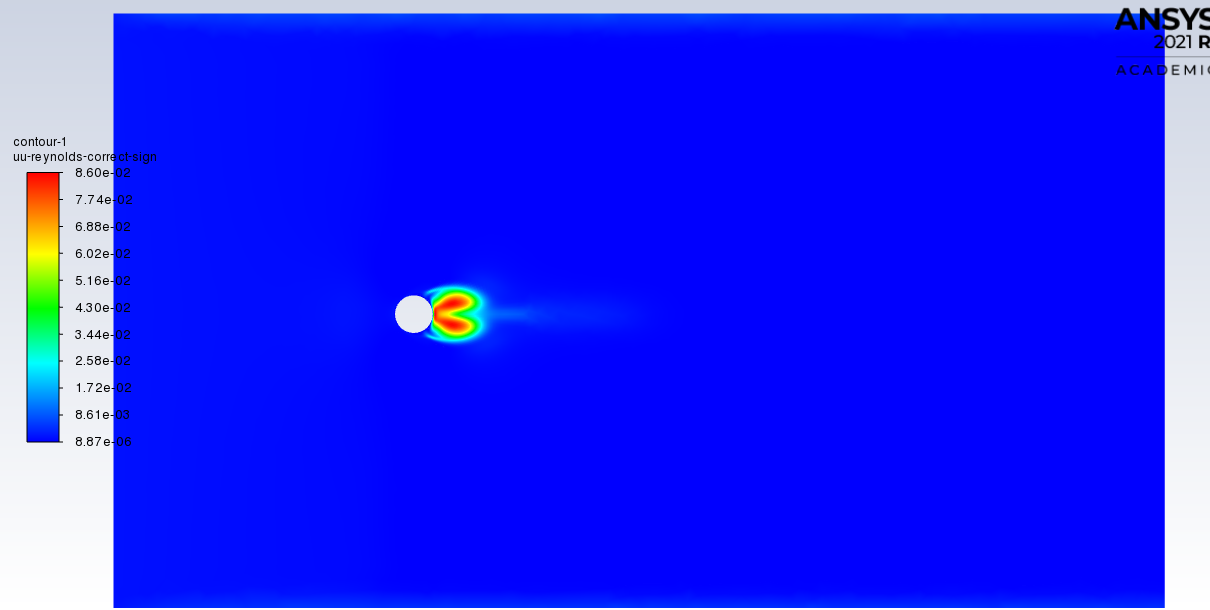 ANSYS
2021 R
ACADEMIC
contour-1
uu-reynolds-correct-sign
8.60e-02
7.74e-02
6.88e-02
6.02e-02
5.16e-02
4.30e-02
3.44e-02
2.58e-02
1.72e-02
8.61e-03
8.87e-06